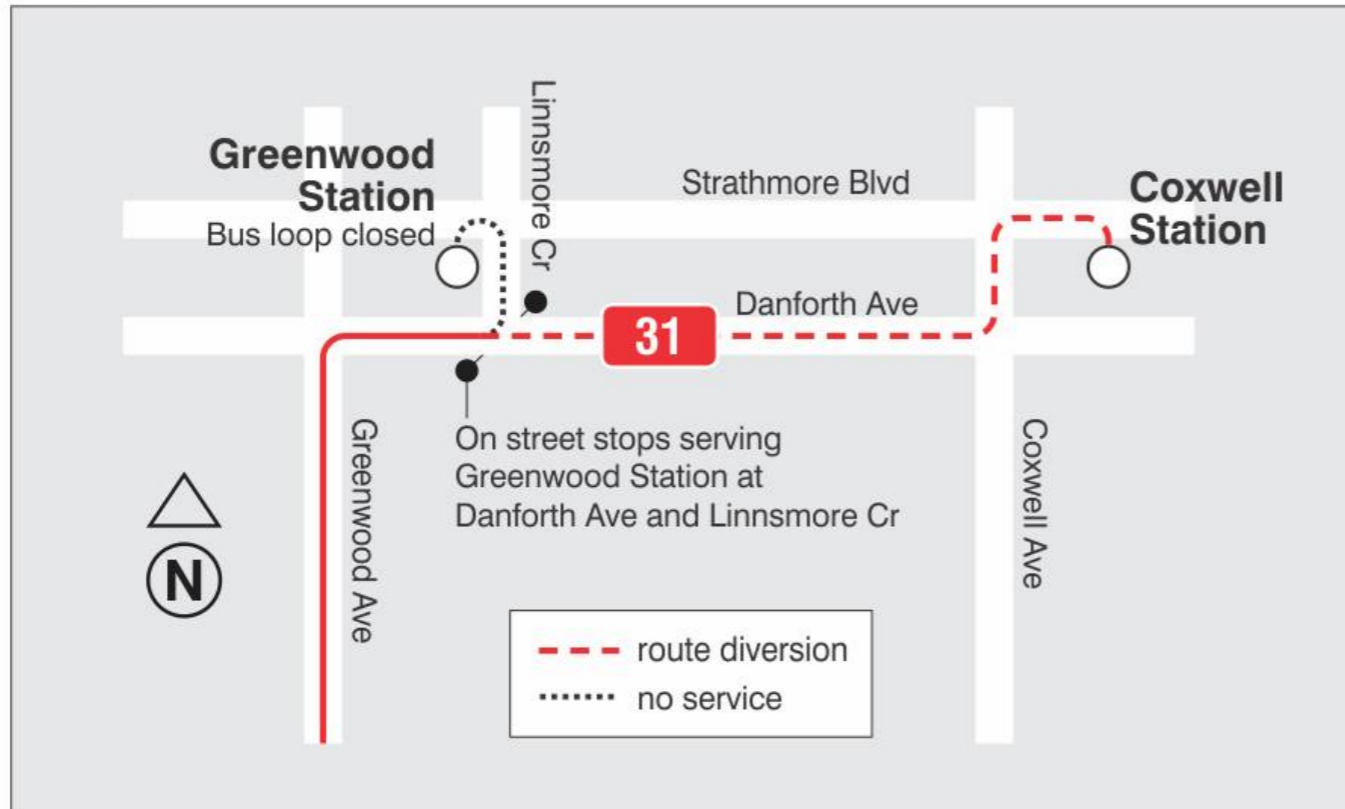 Linnsmore Cr
Greenwood
Station
Bus loop closed
Strathmore Blvd
Coxwell
Station
Danforth Ave
31
On street stops serving
Greenwood Station at
Danforth Ave and Linnsmore Cr
Greenwood Ave
Coxwell Ave
N
route diversion
no service